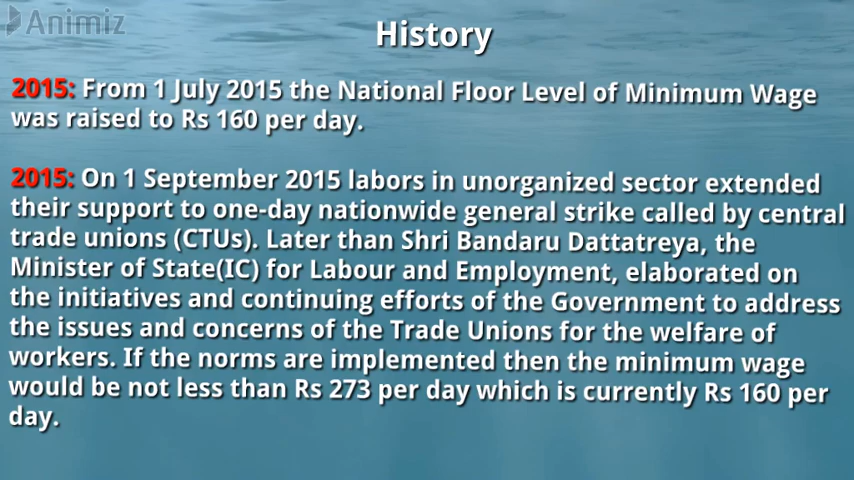 Animiz
History
2015: From 1 July 2015 the National Floor Level of Minimum Wage
was raised to Rs 160 per day.
2015: On 1 September 2015 labors in unorganized sector extended
their support to one-day nationwide general strike called by central
trade unions (CTUs). Later than Shri Bandaru Dattatreya, the
Minister of State(IC) for Labour and Employment, elaborated on
the initiatives and continuing efforts of the Government to address
the issues and concerns of the Trade Unions for the welfare of
workers. If the norms are implemented then the minimum wage
would be not less than Rs 273 per day which is currently Rs 160 per
day.